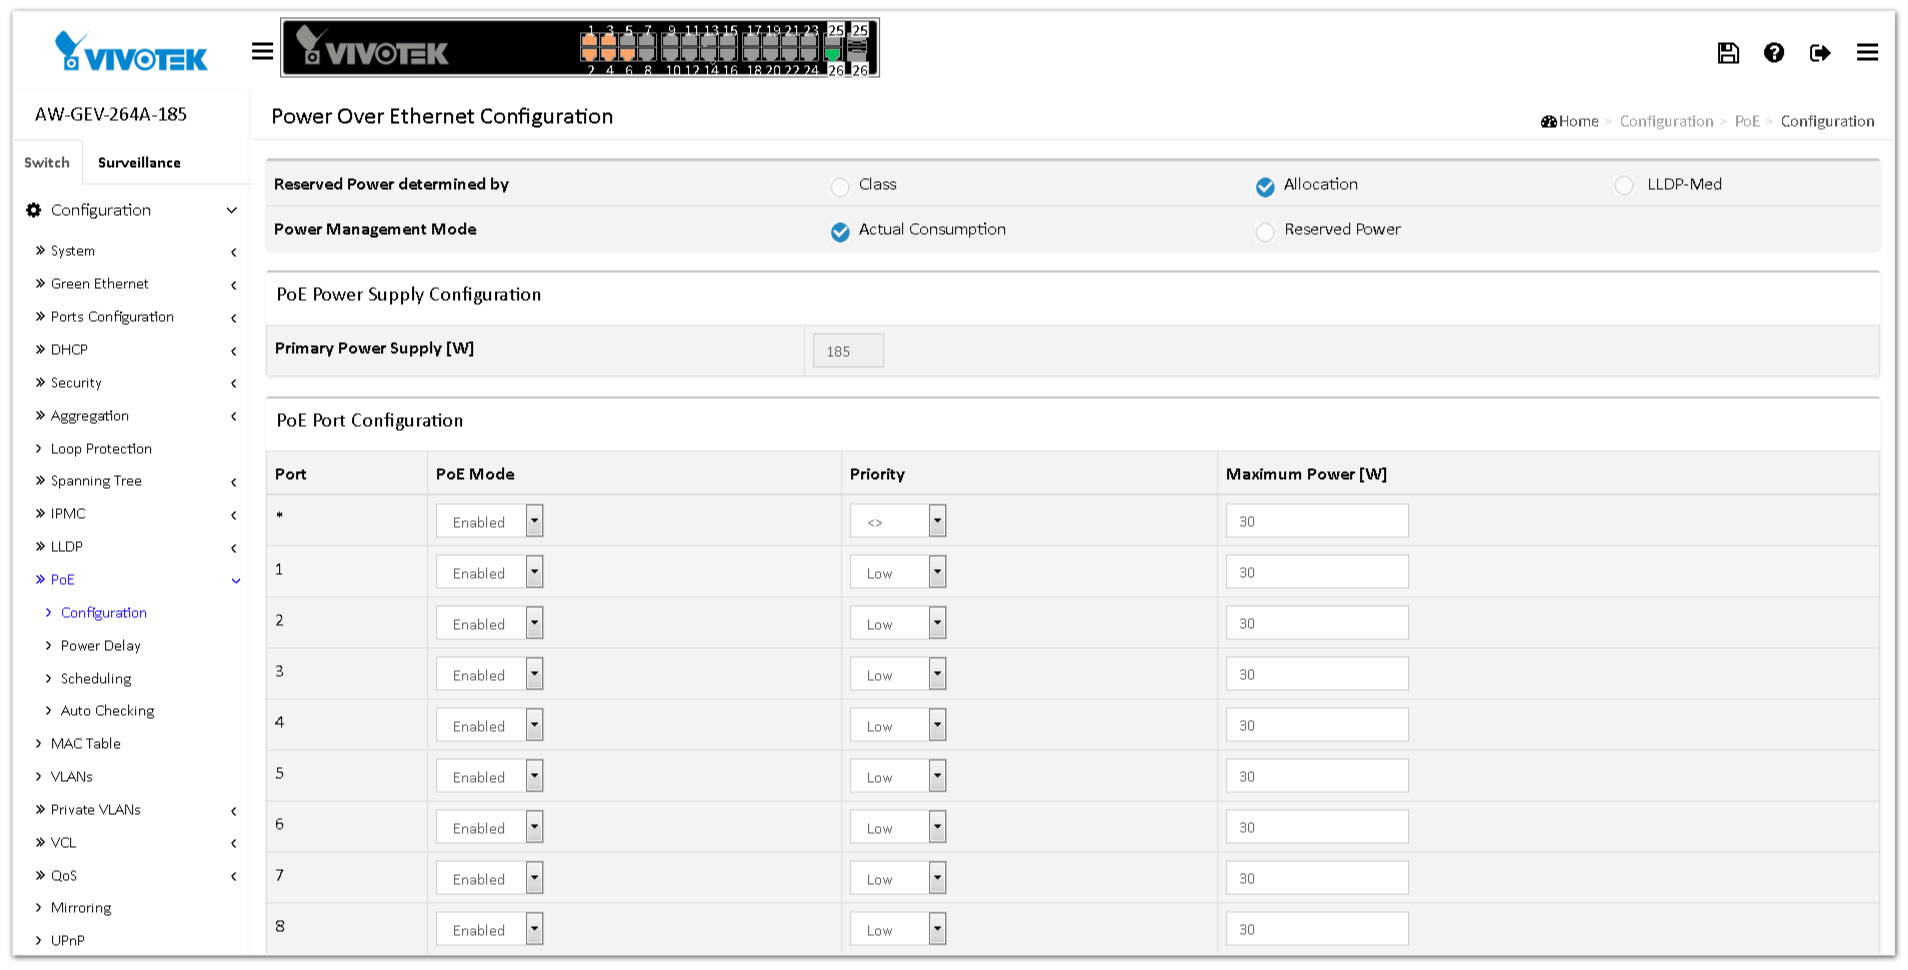 VIVOTEK
VIVOTEK
1 3 5 7 9 11 13 15 17 19 21 23 25 25
2 4 6 8 10 12 14 16 18 20 22 24 26 26
AW-GEV-264A-185
Power Over Ethernet Configuration
Home > Configuration > PoE > Configuration
Switch
Surveillance
Configuration
System
Green Ethernet
Ports Configuration
DHCP
Security
Aggregation
Loop Protection
Spanning Tree
IPMC
LLDP
PoE
Configuration
Power Delay
Scheduling
Auto Checking
MAC Table
VLANs
Private VLANs
VCL
QoS
Mirroring
UPnP
Reserved Power determined by Class Allocation LLDP-Med
Power Management Mode Actual Consumption Reserved Power
PoE Power Supply Configuration
Primary Power Supply [W] 185
PoE Port Configuration
Port PoE Mode Priority Maximum Power [W]
* Enabled <> 30
1 Enabled Low 30
2 Enabled Low 30
3 Enabled Low 30
4 Enabled Low 30
5 Enabled Low 30
6 Enabled Low 30
7 Enabled Low 30
8 Enabled Low 30